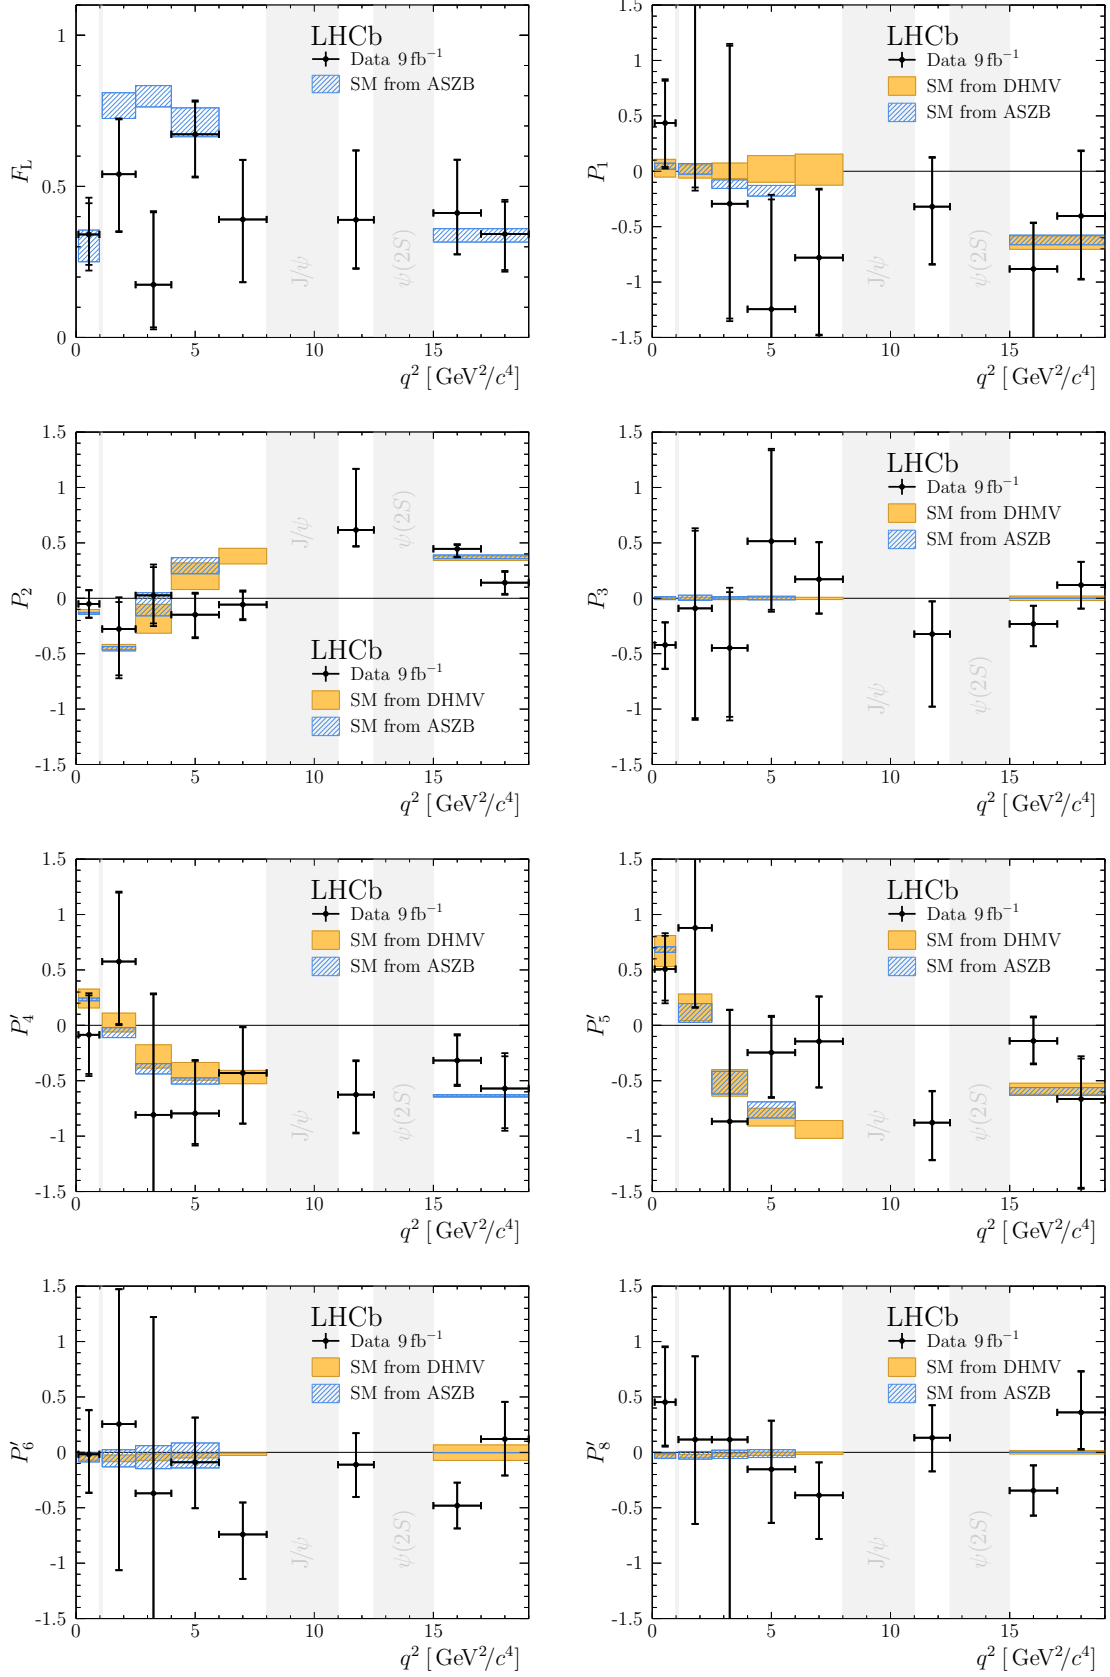 1
0.5
0
F_L
LHCb
Data 9 fb⁻¹
SM from ASZB
J/ψ
ψ(2S)
0 5 10 15
q² [GeV²/c⁴]
1.5
1
0.5
0
-0.5
-1
-1.5
P₁
LHCb
Data 9 fb⁻¹
SM from DHMV
SM from ASZB
J/ψ
ψ(2S)
0 5 10 15
q² [GeV²/c⁴]
1.5
1
0.5
0
-0.5
-1
-1.5
P₂
J/ψ
ψ(2S)
LHCb
Data 9 fb⁻¹
SM from DHMV
SM from ASZB
0 5 10 15
q² [GeV²/c⁴]
1.5
1
0.5
0
-0.5
-1
-1.5
P₃
LHCb
Data 9 fb⁻¹
SM from DHMV
SM from ASZB
J/ψ
ψ(2S)
0 5 10 15
q² [GeV²/c⁴]
1.5
1
0.5
0
-0.5
-1
-1.5
P′₄
LHCb
Data 9 fb⁻¹
SM from DHMV
SM from ASZB
J/ψ
ψ(2S)
0 5 10 15
q² [GeV²/c⁴]
1.5
1
0.5
0
-0.5
-1
-1.5
P′₅
LHCb
Data 9 fb⁻¹
SM from DHMV
SM from ASZB
J/ψ
ψ(2S)
0 5 10 15
q² [GeV²/c⁴]
1.5
1
0.5
0
-0.5
-1
-1.5
P′₆
LHCb
Data 9 fb⁻¹
SM from DHMV
SM from ASZB
J/ψ
ψ(2S)
0 5 10 15
q² [GeV²/c⁴]
1.5
1
0.5
0
-0.5
-1
-1.5
P′₈
LHCb
Data 9 fb⁻¹
SM from DHMV
SM from ASZB
J/ψ
ψ(2S)
0 5 10 15
q² [GeV²/c⁴]